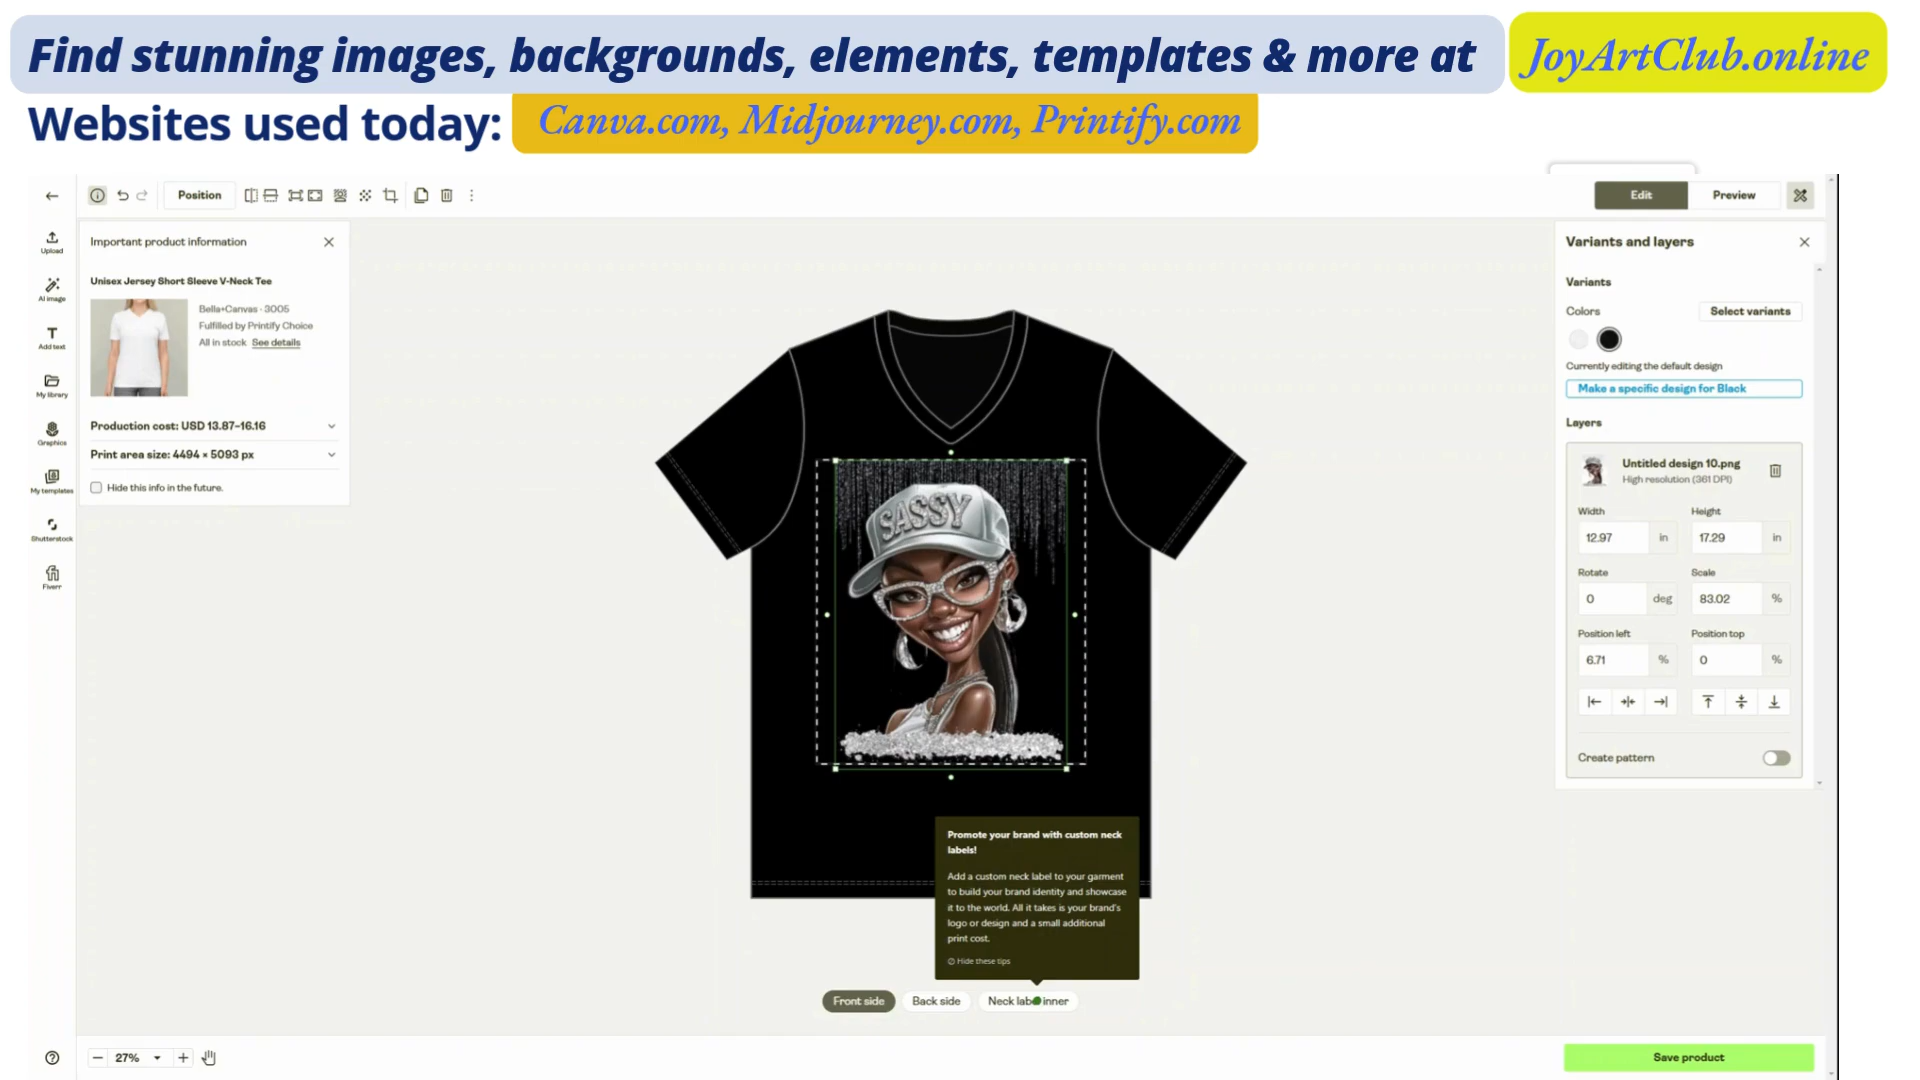 Find stunning images, backgrounds, elements, templates & more at JoyArtClub.online
Websites used today: Canva.com, Midjourney.com, Printify.com
Position
Edit
Preview
Upload
AI image
Add text
My library
Graphics
My templates
Shutterstock
Fiverr
Important product information
Unisex Jersey Short Sleeve V-Neck Tee
Bella+Canvas · 3005
Fulfilled by Printify Choice
All in stock See details
Production cost: USD 13.87–16.16
Print area size: 4494 × 5093 px
Hide this info in the future.
SASSY
Promote your brand with custom neck
labels!
Add a custom neck label to your garment
to build your brand identity and showcase
it to the world. All it takes is your brand's
logo or design and a small additional
print cost.
Hide these tips
Front side
Back side
Neck label inner
Variants and layers
Variants
Colors
Select variants
Currently editing the default design
Make a specific design for Black
Layers
Untitled design 10.png
High resolution (361 DPI)
Width Height
12.97 in 17.29 in
Rotate Scale
0 deg 83.02 %
Position left Position top
6.71 % 0 %
Create pattern
27%
Save product